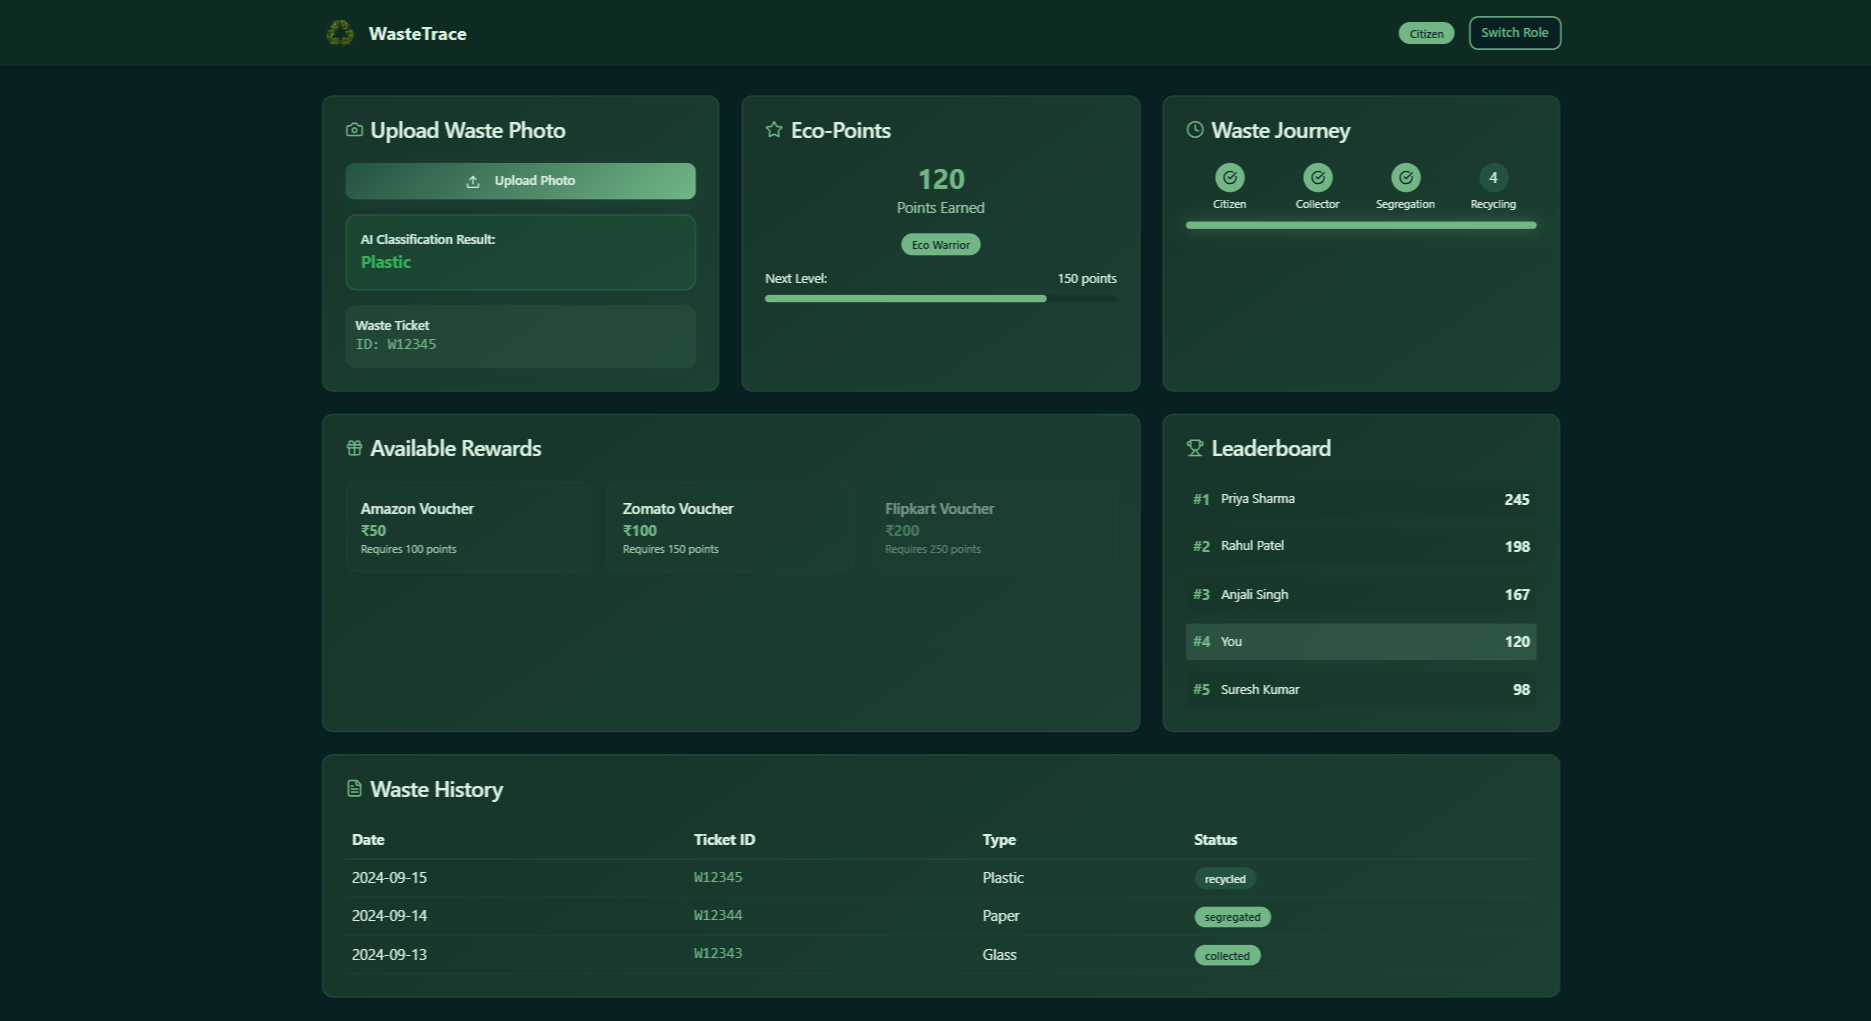 WasteTrace
Citizen
Switch Role
Upload Waste Photo
Upload Photo
AI Classification Result:
Plastic
Waste Ticket
ID: W12345
Eco-Points
120
Points Earned
Eco Warrior
Next Level: 150 points
Waste Journey
4
Citizen Collector Segregation Recycling
Available Rewards
Amazon Voucher
₹50
Requires 100 points
Zomato Voucher
₹100
Requires 150 points
Flipkart Voucher
₹200
Requires 250 points
Leaderboard
#1 Priya Sharma 245
#2 Rahul Patel 198
#3 Anjali Singh 167
#4 You 120
#5 Suresh Kumar 98
Waste History
Date Ticket ID Type Status
2024-09-15 W12345 Plastic recycled
2024-09-14 W12344 Paper segregated
2024-09-13 W12343 Glass collected